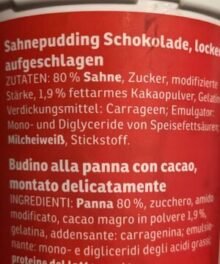 Sahnepudding Schokolade, locker
aufgeschlagen
ZUTATEN: 80 % Sahne, Zucker, modifizierte
Stärke, 1,9 % fettarmes Kakaopulver, Gelatine
Verdickungsmittel: Carrageen; Emulgator:
Mono- und Diglyceride von Speisefettsäuren
Milcheiweiß, Stickstoff.
Budino alla panna con cacao,
montato delicatamente
INGREDIENTI: Panna 80 %, zucchero, amido
modificato, cacao magro in polvere 1,9 %,
gelatina, addensante: carragenina; emulsio-
nante: mono- e digliceridi degli acidi grassi,
proteine del